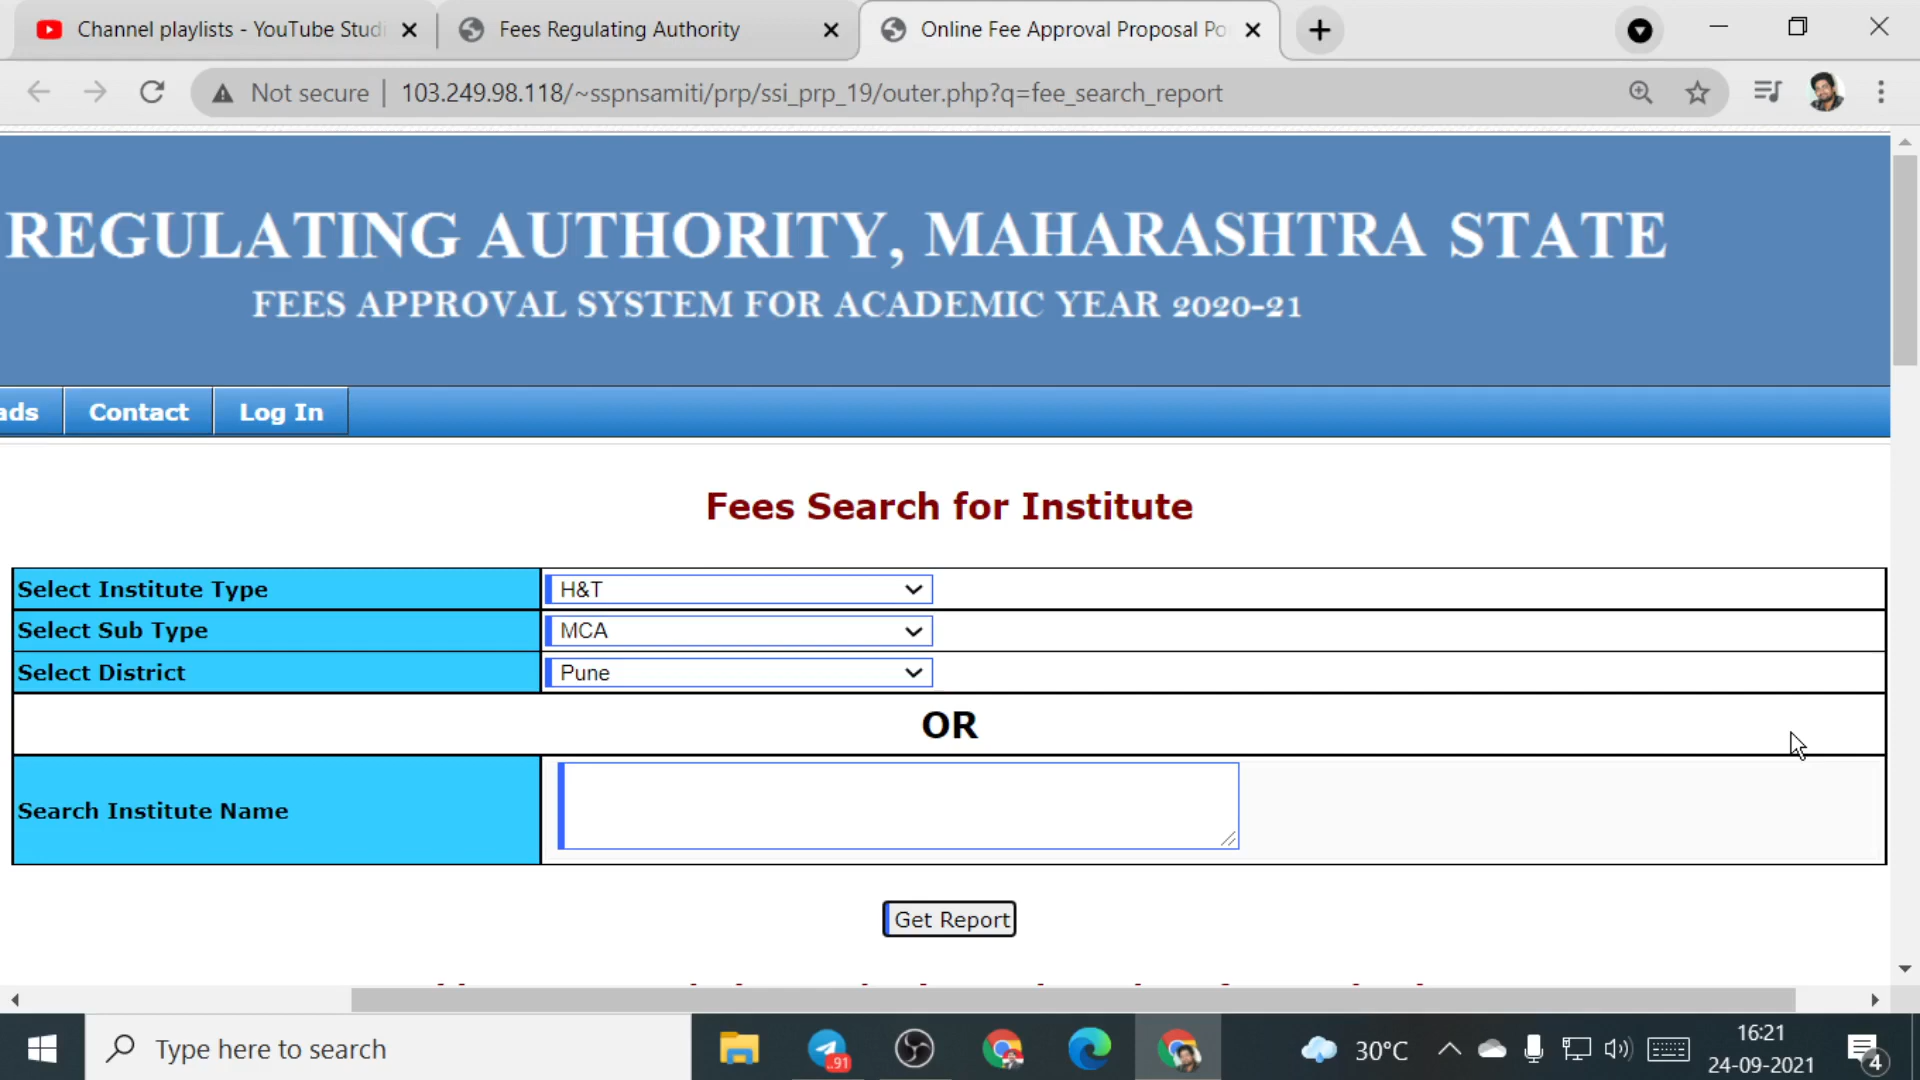 Channel playlists - YouTube Studi
Fees Regulating Authority
Online Fee Approval Proposal Po
Not secure
103.249.98.118/~sspnsamiti/prp/ssi_prp_19/outer.php?q=fee_search_report
REGULATING AUTHORITY, MAHARASHTRA STATE
FEES APPROVAL SYSTEM FOR ACADEMIC YEAR 2020-21
ads
Contact
Log In
Fees Search for Institute
Select Institute Type
H&T
Select Sub Type
MCA
Select District
Pune
OR
Search Institute Name
Get Report
Type here to search
..91
30°C
16:21
24-09-2021
4